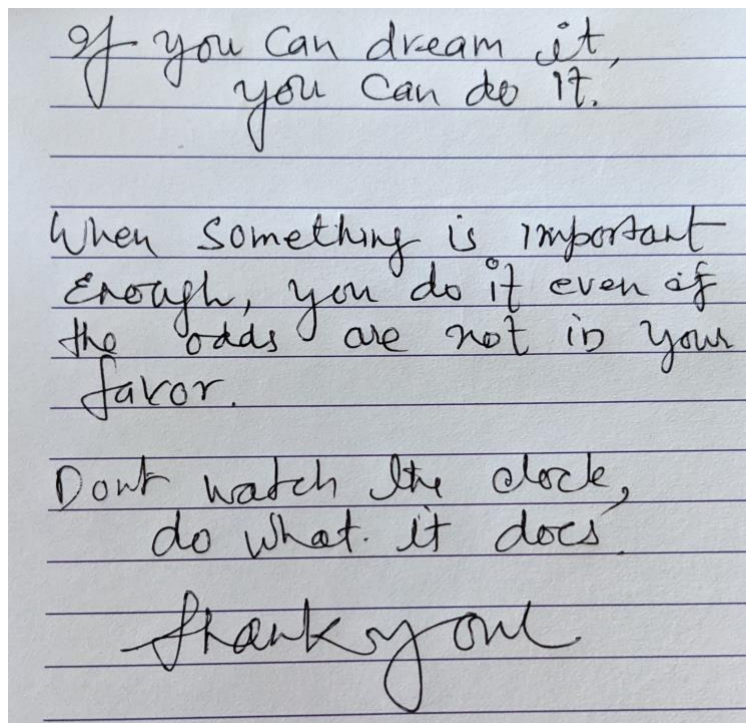 If you Can dream it,
you Can do it.
When Something is important
Enough, you do it even if
the odds are not in your
favor.
Dont watch the clock,
do what. it does.
Thank you